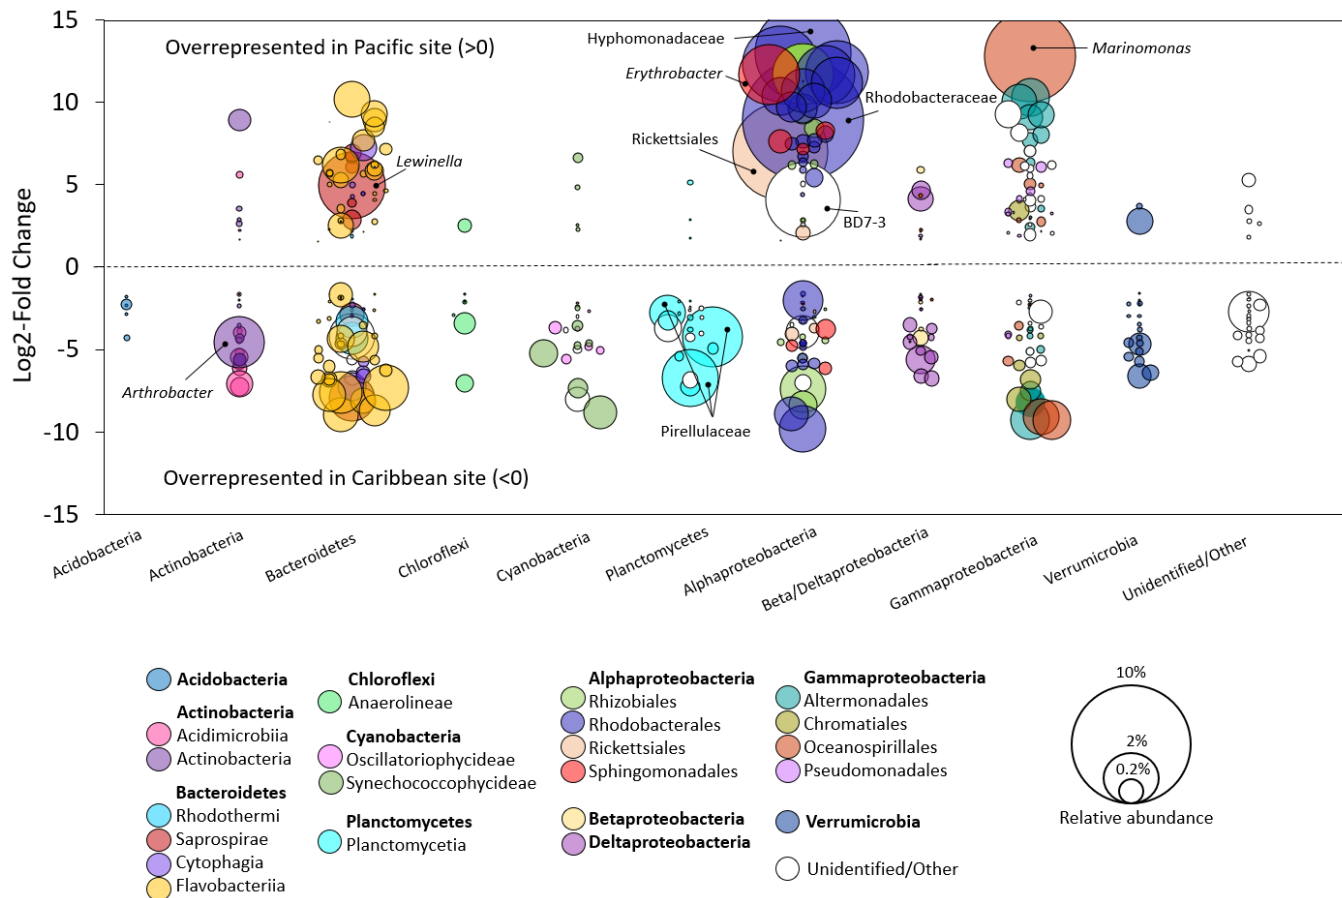 15
Overrepresented in Pacific site (>0)
Hyphomonadaceae
Marinomonas
Erythrobacter
10
Rhodobacteraceae
Rickettsiales
Lewinella
5
BD7-3
Log2-Fold Change
0
-5
Arthrobacter
Pirellulaceae
-10
Overrepresented in Caribbean site (<0)
-15
Acidobacteria
Actinobacteria
Bacteroidetes
Chloroflexi
Cyanobacteria
Planctomycetes
Alphaproteobacteria
Beta/Deltaproteobacteria
Gammaproteobacteria
Verrumicrobia
Unidentified/Other
Acidobacteria
Actinobacteria
Acidimicrobiia
Actinobacteria
Bacteroidetes
Rhodothermi
Saprospirae
Cytophagia
Flavobacteriia
Chloroflexi
Anaerolineae
Cyanobacteria
Oscillatoriophycideae
Synechococcophycideae
Planctomycetes
Planctomycetia
Alphaproteobacteria
Rhizobiales
Rhodobacterales
Rickettsiales
Sphingomonadales
Betaproteobacteria
Deltaproteobacteria
Gammaproteobacteria
Altermonadales
Chromatiales
Oceanospirillales
Pseudomonadales
Verrumicrobia
Unidentified/Other
10%
2%
0.2%
Relative abundance